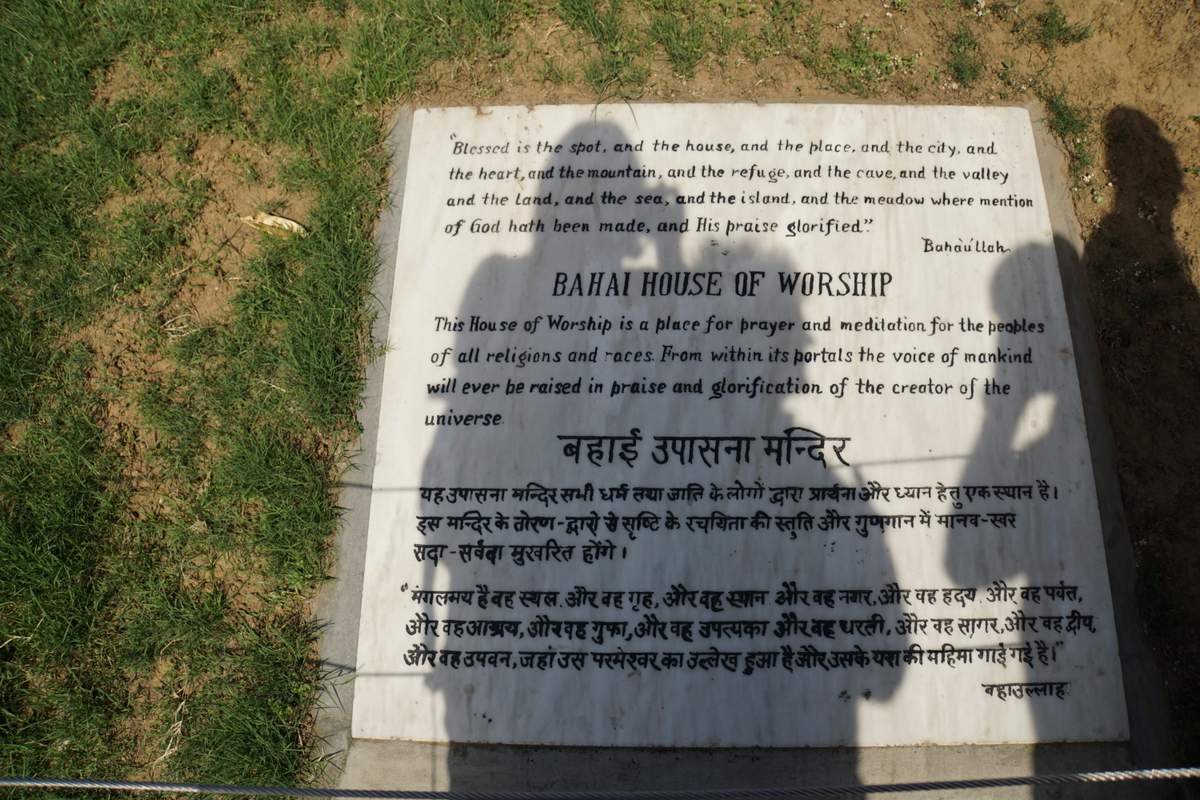 "Blessed is the spot, and the house, and the place, and the city, and
the heart, and the mountain, and the refuge, and the cave, and the valley
and the land, and the sea, and the island, and the meadow where mention
of God hath been made, and His praise glorified."
Baha'u'llah
BAHAI HOUSE OF WORSHIP
This House of Worship is a place for prayer and meditation for the peoples
of all religions and races. From within its portals the voice of mankind
will ever be raised in praise and glorification of the creator of the
universe.
बहाई उपासना मन्दिर
यह उपासना मन्दिर सभी धर्म तथा जाति के लोगों द्वारा प्रार्थना और ध्यान हेतु एक स्थान है।
इस मन्दिर के तोरण-द्वारो से सृष्टि के रचयिता की स्तुति और गुणगान में मानव-स्वर
सदा-सर्वदा मुखरित होंगे।
"मंगलमय है वह स्थल, और वह गृह, और वह स्थान और वह नगर, और वह हृदय, और वह पर्वत,
और वह आश्रय, और वह गुफा, और वह उपत्यका और वह धरती, और वह सागर, और वह द्वीप,
और वह उपवन, जहां उस परमेश्वर का उल्लेख हुआ है और उसके यश की महिमा गाई गई है।"
बहाउल्लाह